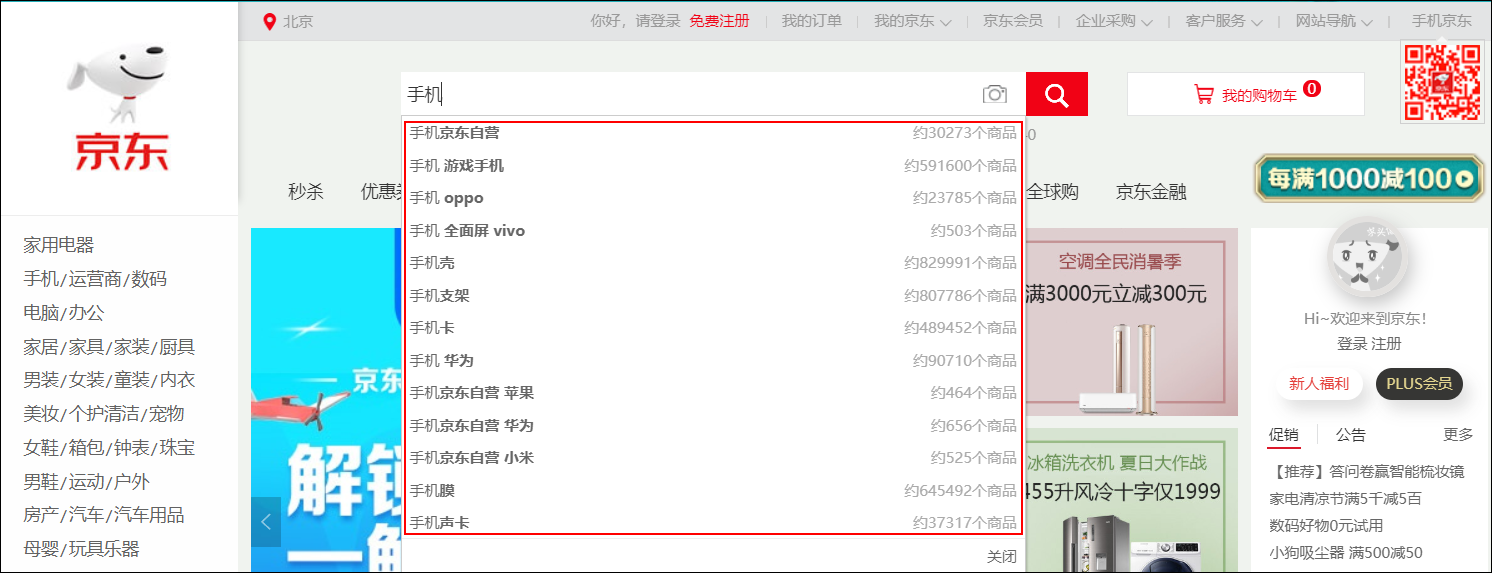 北京
你好，请登录 免费注册
我的订单
我的京东
京东会员
企业采购
客户服务
网站导航
手机京东
京东
手机
我的购物车 0
手机京东自营 约30273个商品
手机 游戏手机 约591600个商品
手机 oppo 约23785个商品
手机 全面屏 vivo 约503个商品
手机壳 约829991个商品
手机支架 约807786个商品
手机卡 约489452个商品
手机 华为 约90710个商品
手机京东自营 苹果 约464个商品
手机京东自营 华为 约656个商品
手机京东自营 小米 约525个商品
手机膜 约645492个商品
手机声卡 约37317个商品
关闭
秒杀
优惠
全球购
京东金融
每满1000减100
家用电器
手机/运营商/数码
电脑/办公
家居/家具/家装/厨具
男装/女装/童装/内衣
美妆/个护清洁/宠物
女鞋/箱包/钟表/珠宝
男鞋/运动/户外
房产/汽车/汽车用品
母婴/玩具乐器
京东
解锁
空调全民消暑季
满3000元立减300元
冰箱洗衣机 夏日大作战
455升风冷十字仅1999
Hi~欢迎来到京东!
登录 注册
新人福利
PLUS会员
促销
公告
更多
【推荐】答问卷赢智能梳妆镜
家电清凉节满5千减5百
数码好物0元试用
小狗吸尘器 满500减50